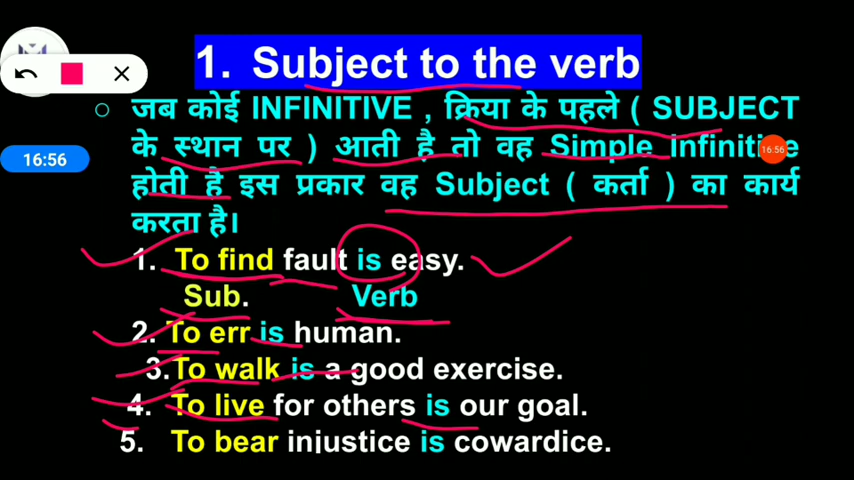 1. Subject to the verb
जब कोई INFINITIVE , क्रिया के पहले ( SUBJECT
के स्थान पर ) आती है तो वह Simple Infinitive
16:56
16:56
होती है इस प्रकार वह Subject ( कर्ता ) का कार्य
करता है।
1. To find fault is easy.
Sub. Verb
2. To err is human.
3.To walk is a good exercise.
4. To live for others is our goal.
5. To bear injustice is cowardice.